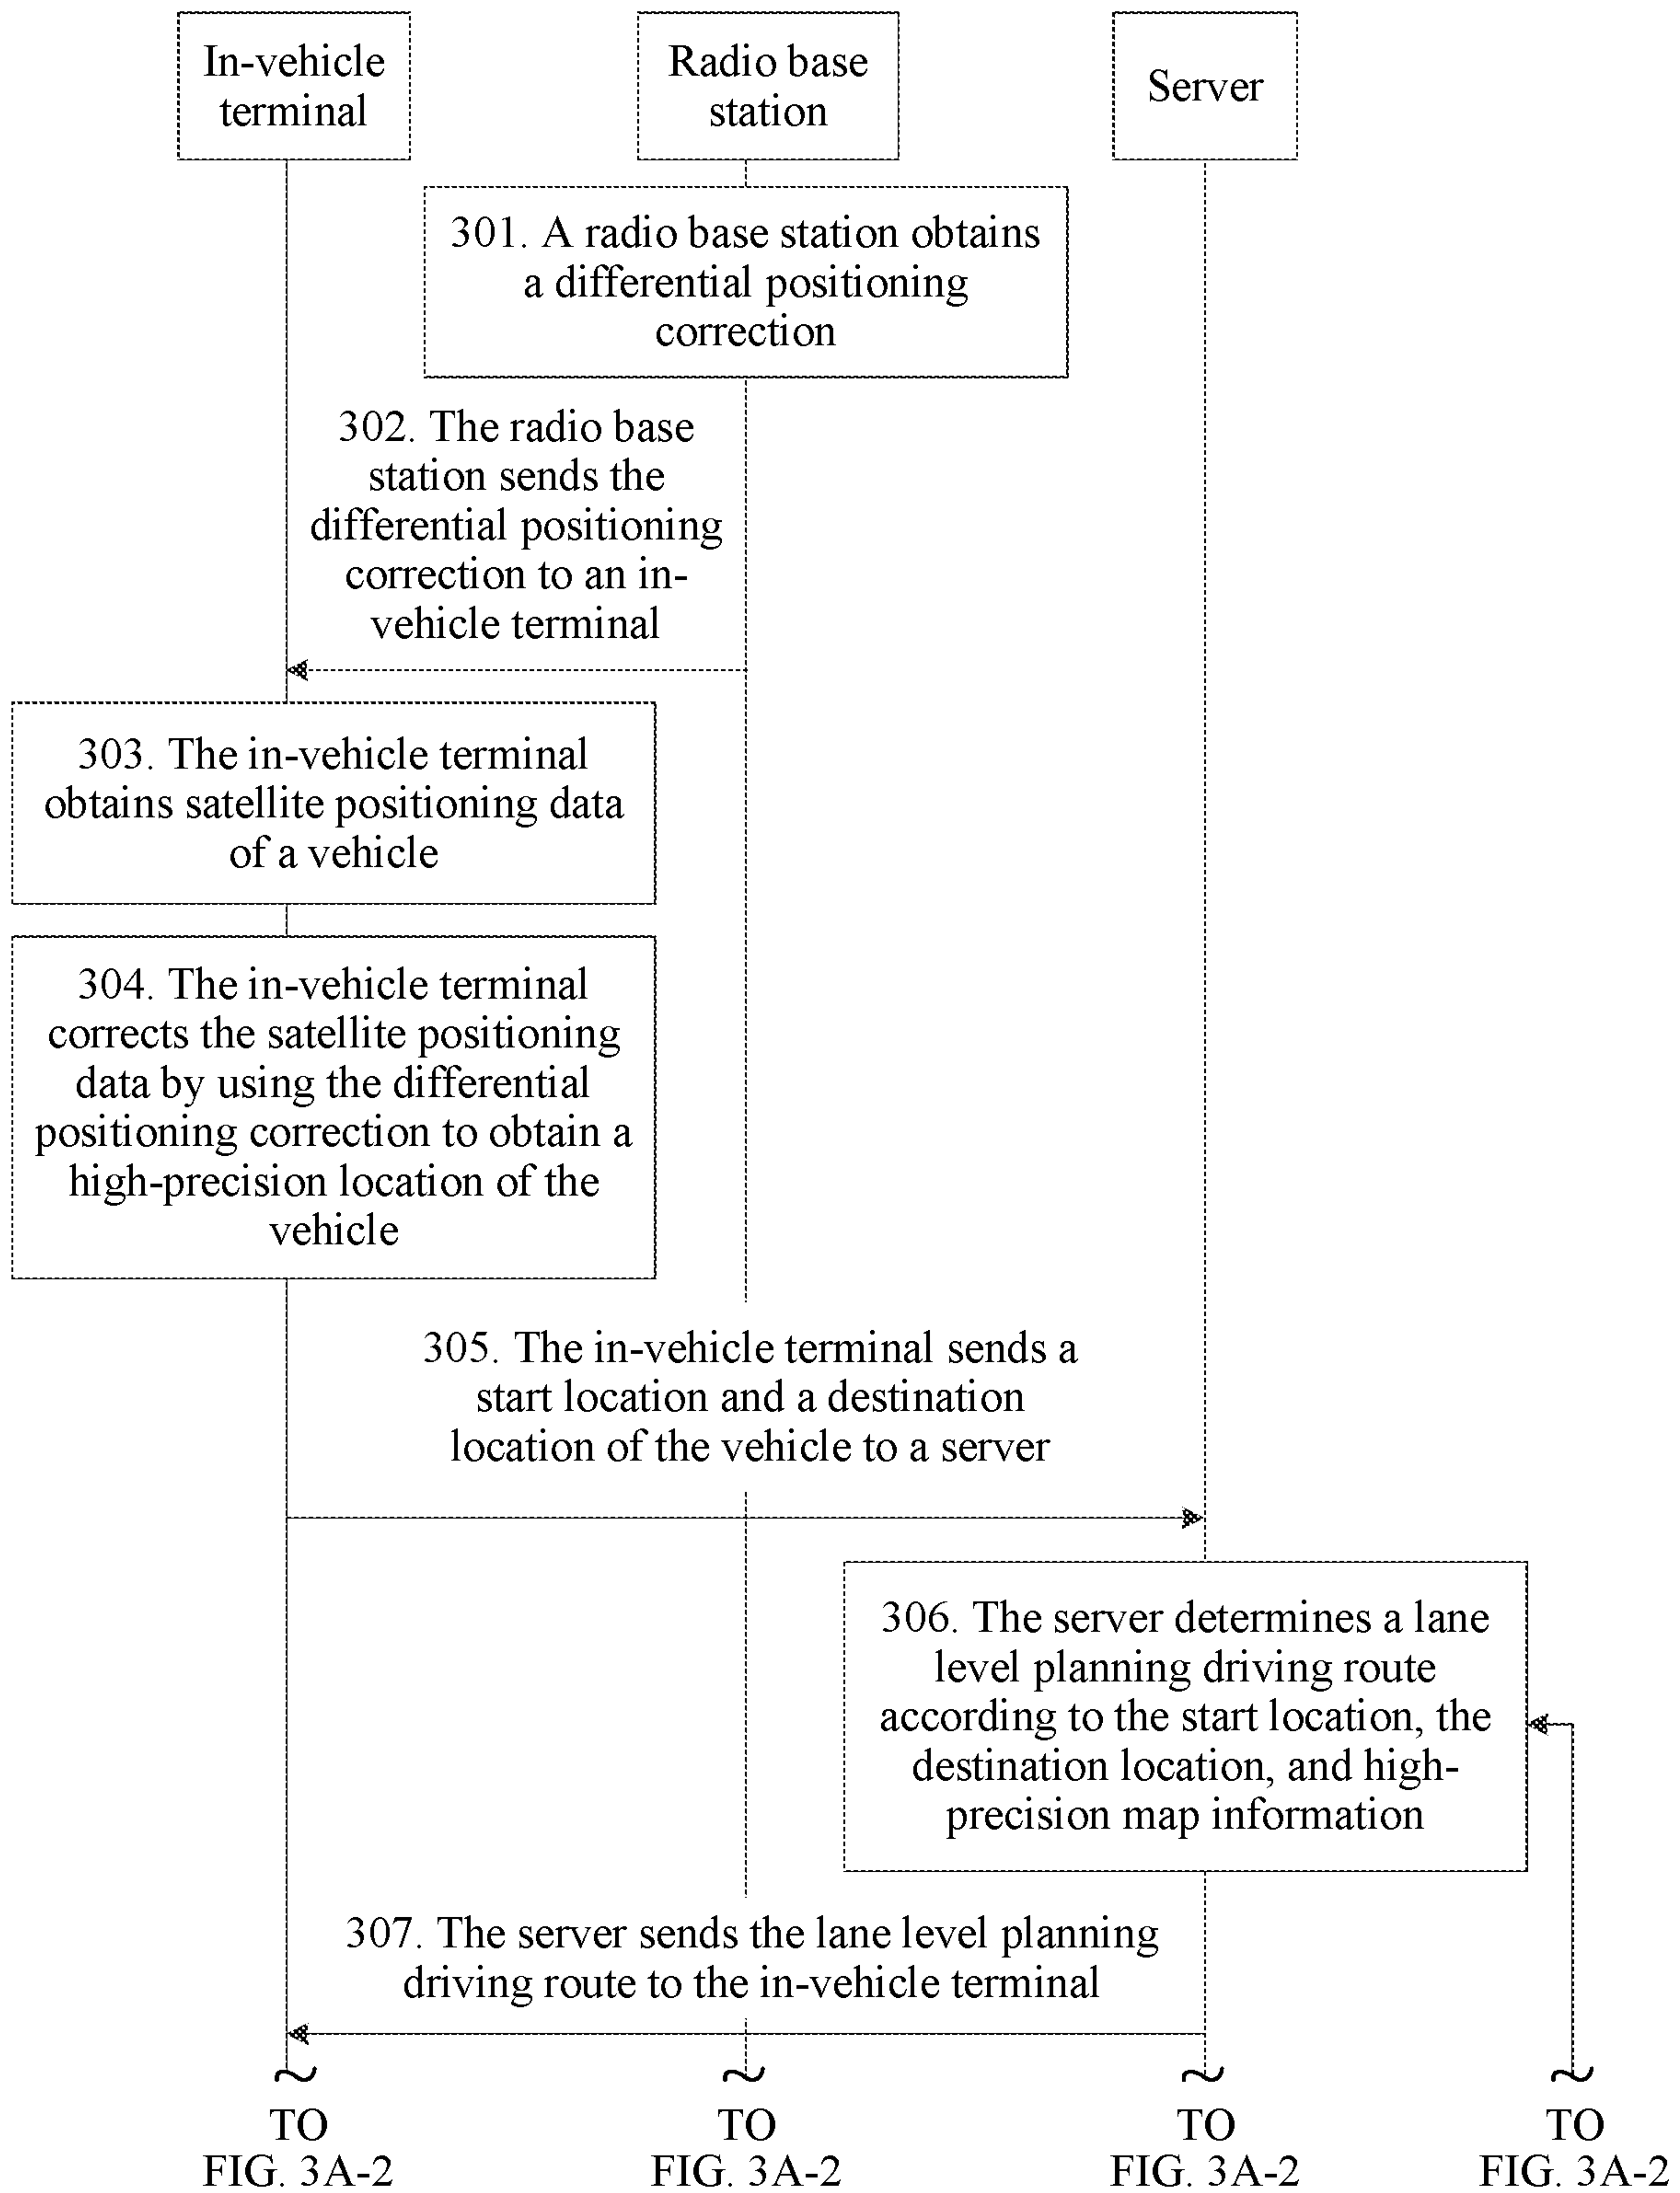 In-vehicle
terminal
Radio base
station
Server
301. A radio base station obtains
a differential positioning
correction
302. The radio base
station sends the
differential positioning
correction to an in-
vehicle terminal
303. The in-vehicle terminal
obtains satellite positioning data
of a vehicle
304. The in-vehicle terminal
corrects the satellite positioning
data by using the differential
positioning correction to obtain a
high-precision location of the
vehicle
305. The in-vehicle terminal sends a
start location and a destination
location of the vehicle to a server
306. The server determines a lane
level planning driving route
according to the start location, the
destination location, and high-
precision map information
307. The server sends the lane level planning
driving route to the in-vehicle terminal
TO
FIG. 3A-2
TO
FIG. 3A-2
TO
FIG. 3A-2
TO
FIG. 3A-2